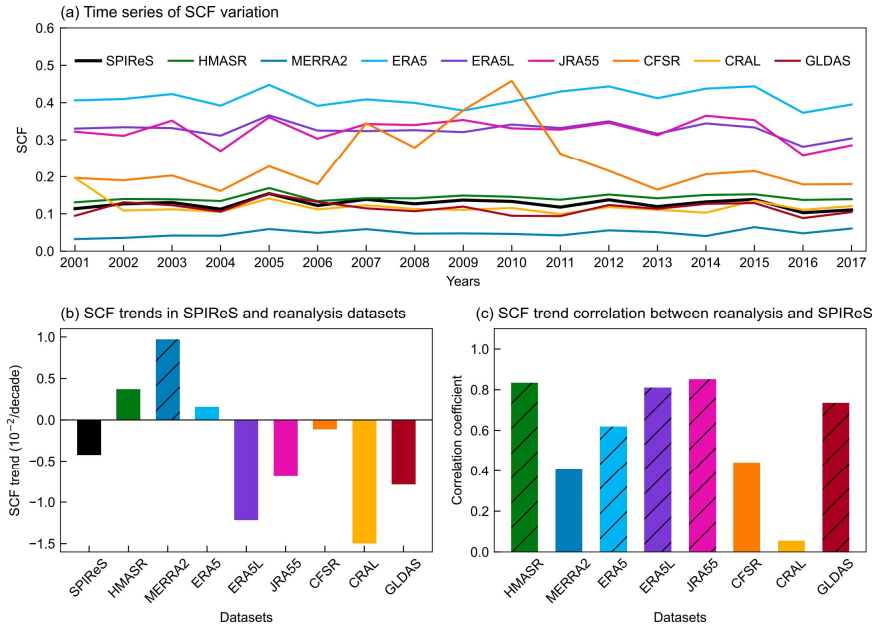 (a) Time series of SCF variation
0.6
0.5
0.4
0.3
0.2
0.1
0.0
SCF
SPIReS HMASR MERRA2 ERA5 ERA5L JRA55 CFSR CRAL GLDAS
2001 2002 2003 2004 2005 2006 2007 2008 2009 2010 2011 2012 2013 2014 2015 2016 2017
Years
(b) SCF trends in SPIReS and reanalysis datasets
1.0
0.5
0.0
−0.5
−1.0
−1.5
SCF trend (10⁻²/decade)
SPIReS HMASR MERRA2 ERA5 ERA5L JRA55 CFSR CRAL GLDAS
Datasets
(c) SCF trend correlation between reanalysis and SPIReS
1.0
0.8
0.6
0.4
0.2
0.0
Correlation coefficient
HMASR MERRA2 ERA5 ERA5L JRA55 CFSR CRAL GLDAS
Datasets